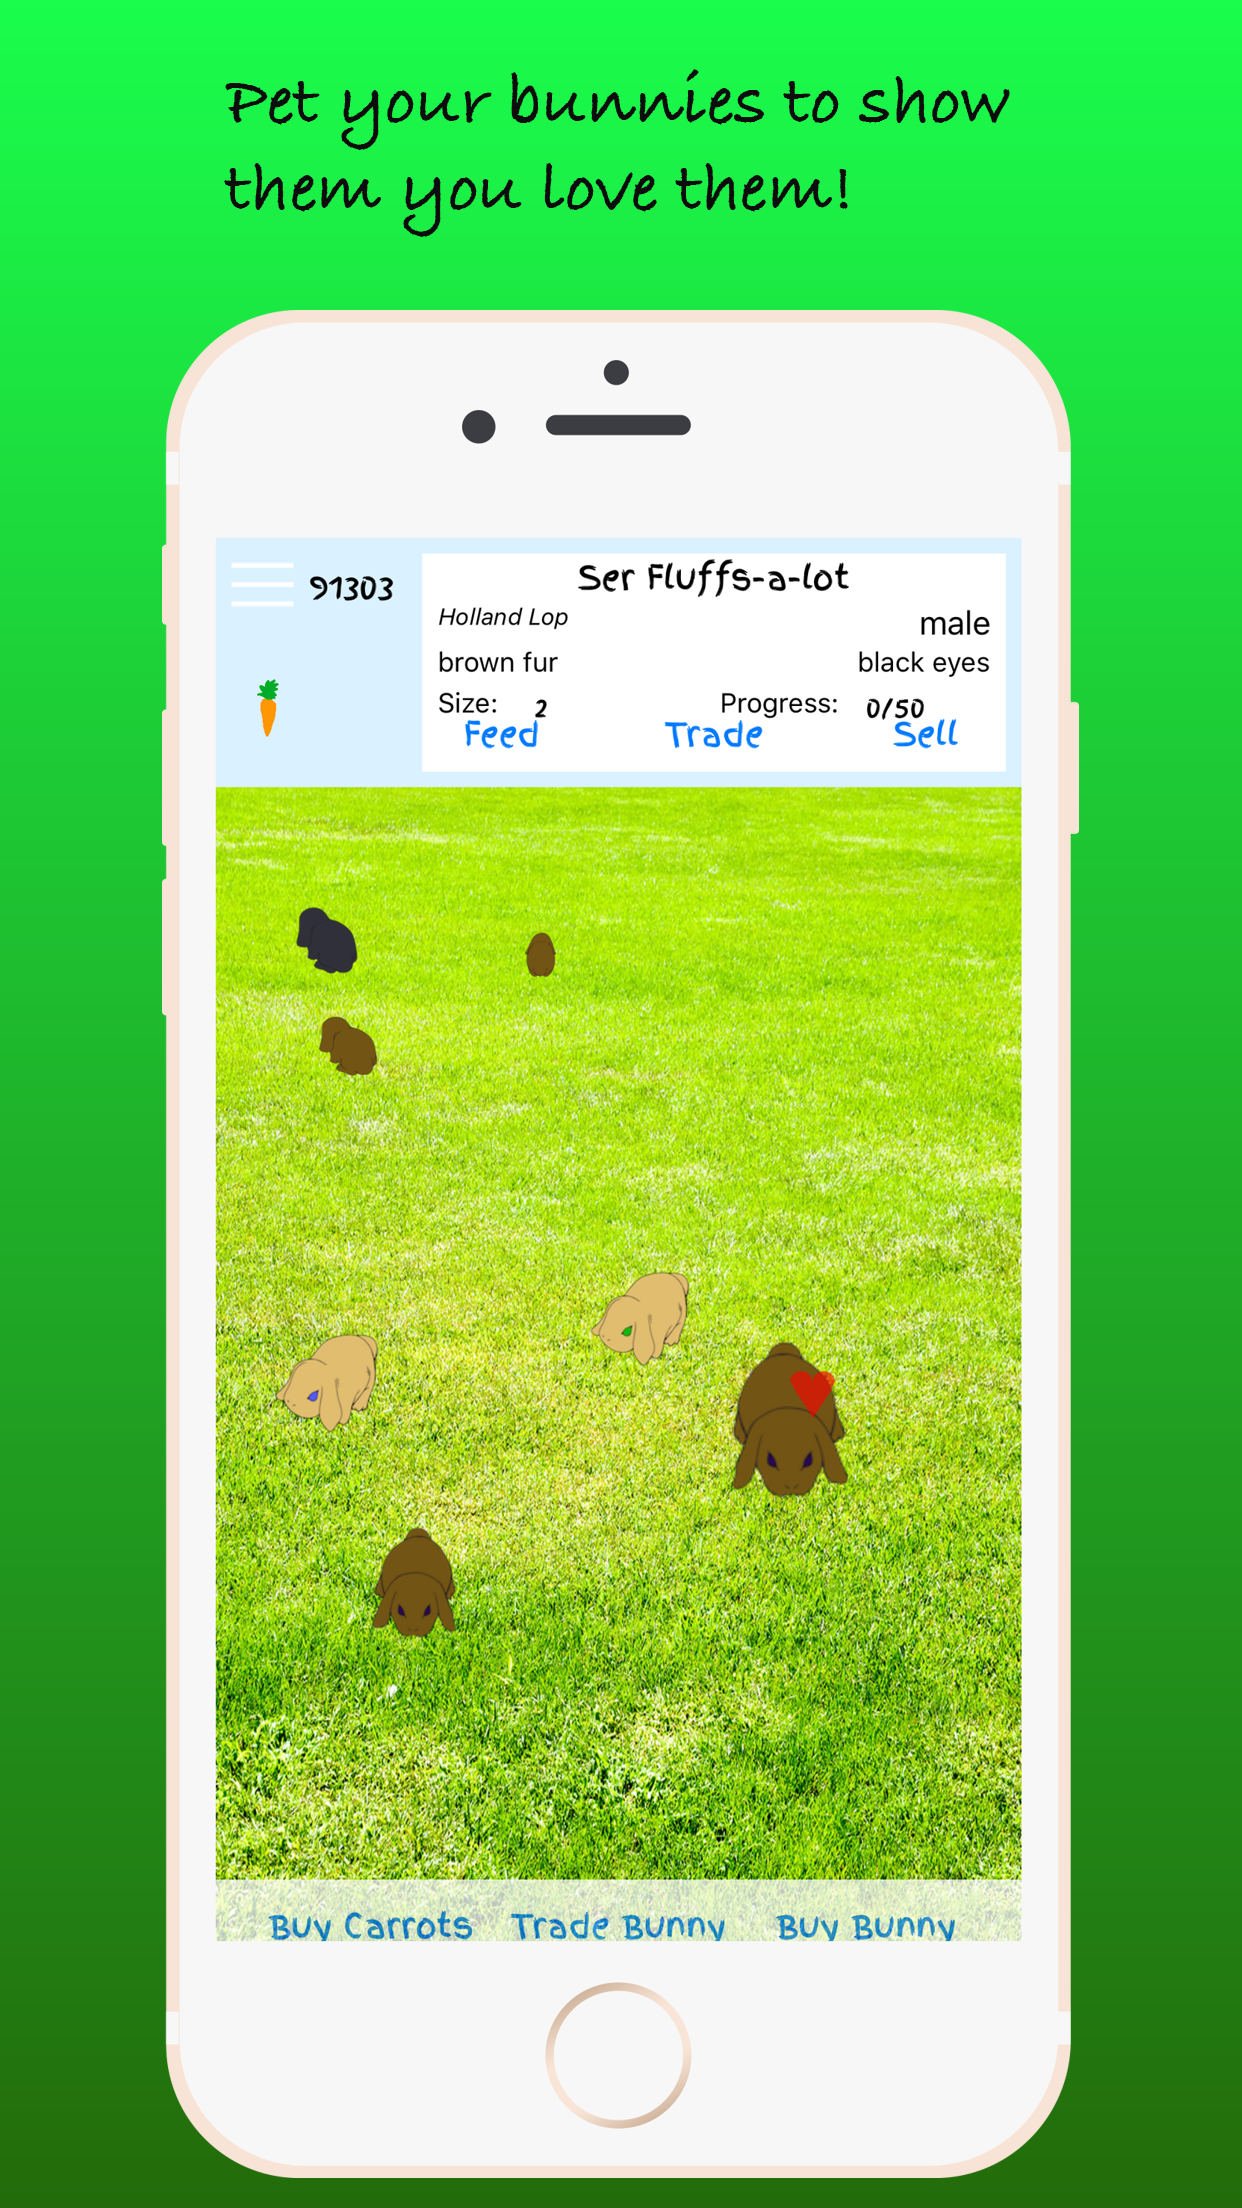 Pet your bunnies to show
them you love them!
91303
Ser Fluffs-a-lot
Holland Lop
male
brown fur
black eyes
Size: 2
Progress: 0/50
Feed
Trade
Sell
Buy Carrots
Trade Bunny
Buy Bunny